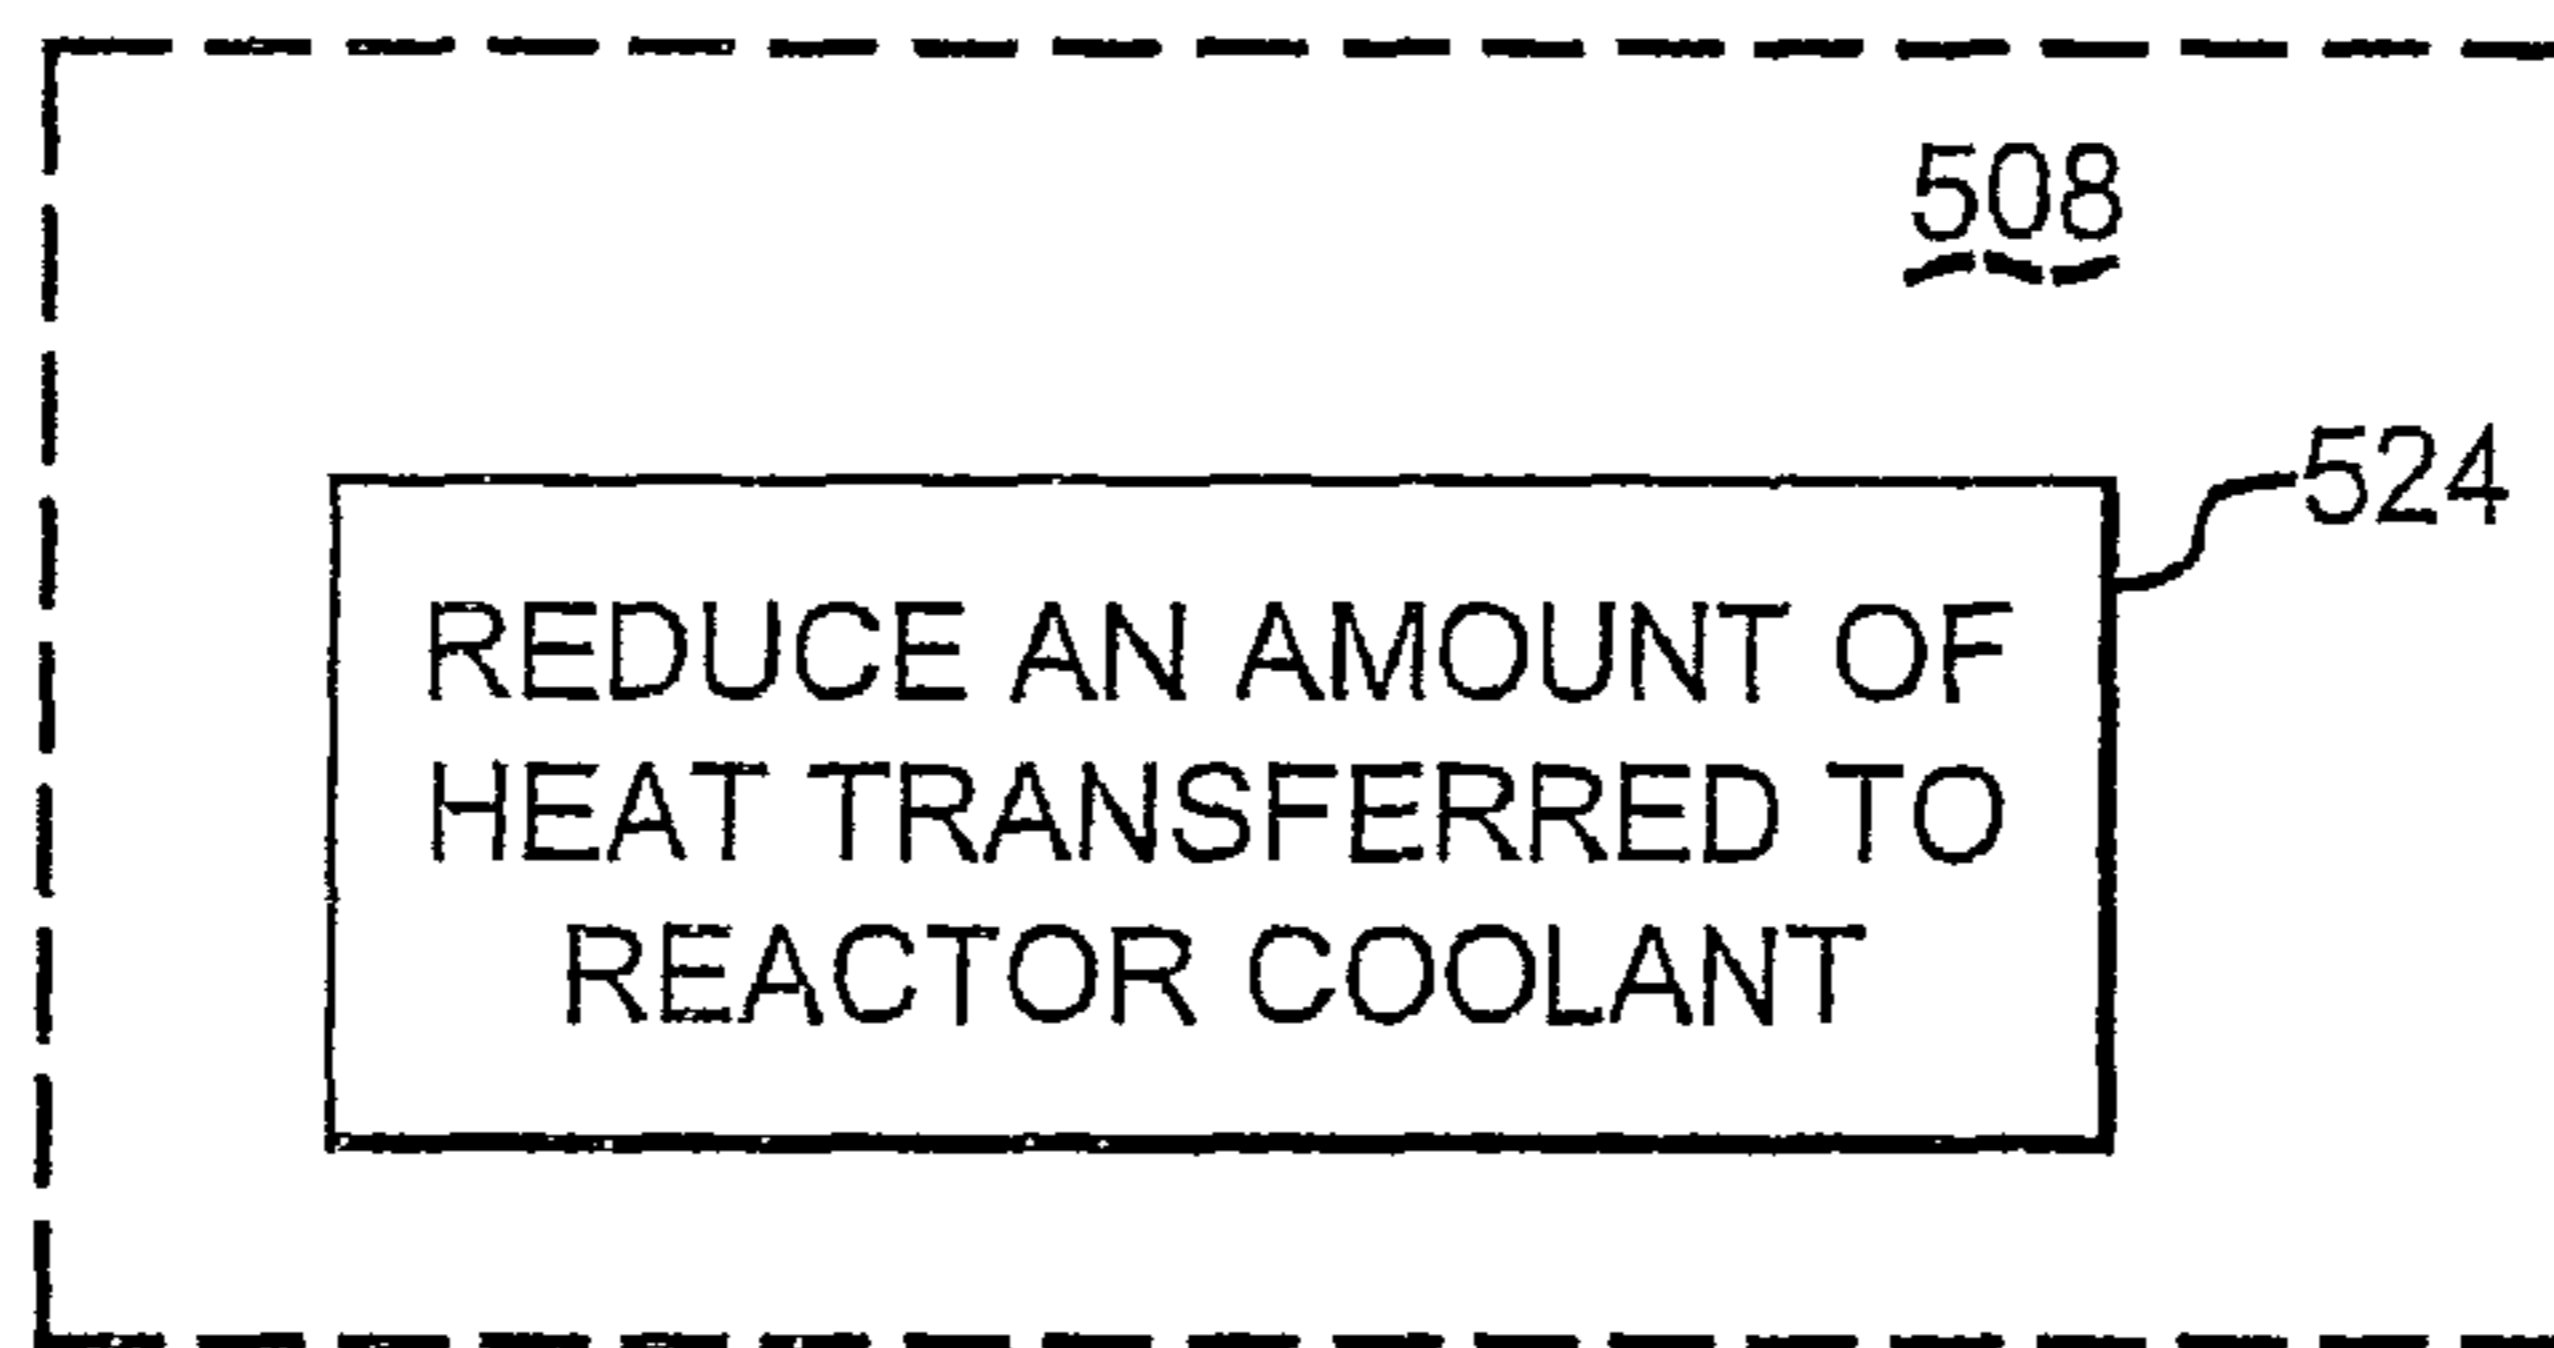 508
524
REDUCE AN AMOUNT OF
HEAT TRANSFERRED TO
REACTOR COOLANT